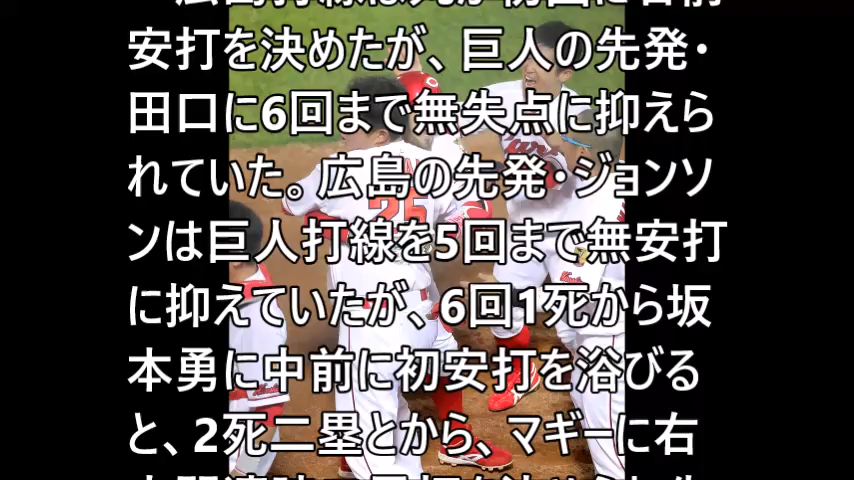 安打を決めたが、巨人の先発・
田口に6回まで無失点に抑えら
れていた。広島の先発・ジョンソ
ンは巨人打線を5回まで無安打
に抑えていたが、6回1死から坂
本勇に中前に初安打を浴びる
と、2死二塁とから、マギーに右
25